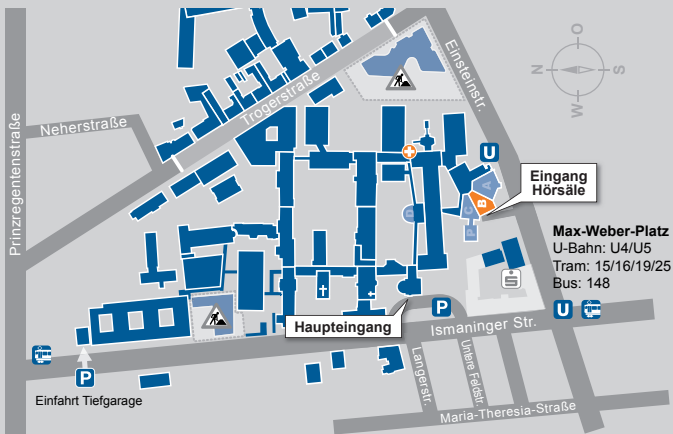 Einsteinstr.
O
N
S
W
Trogerstraße
Neherstraße
Prinzregentenstraße
U
Eingang
Hörsäle
A
B
C
P
D
Max-Weber-Platz
U-Bahn: U4/U5
Tram: 15/16/19/25
Bus: 148
S
P
Haupteingang
Ismaninger Str.
U
P
Einfahrt Tiefgarage
Langerstr.
Untere Feldstr.
Maria-Theresia-Straße